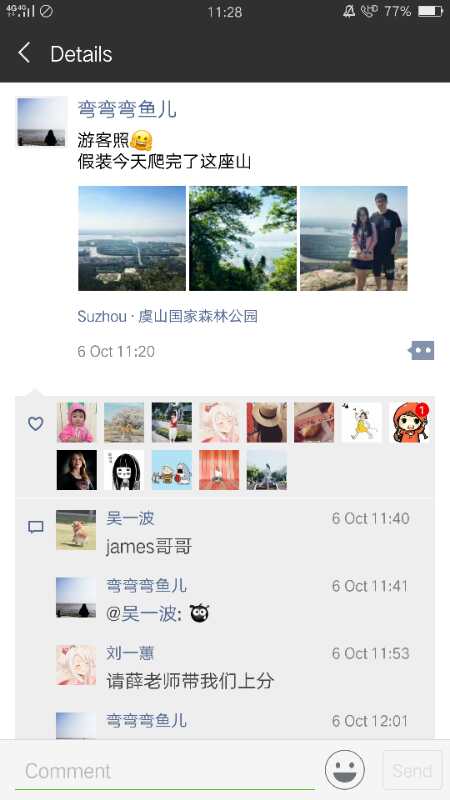 4G 4G
11:28
HD
77%
Details
弯弯弯鱼儿
游客照
假装今天爬完了这座山
Suzhou · 虞山国家森林公园
6 Oct 11:20
1
吴一波
6 Oct 11:40
james哥哥
弯弯弯鱼儿
6 Oct 11:41
@吴一波:
刘一蕙
6 Oct 11:53
请薛老师带我们上分
弯弯弯鱼儿
6 Oct 12:01
Comment
Send